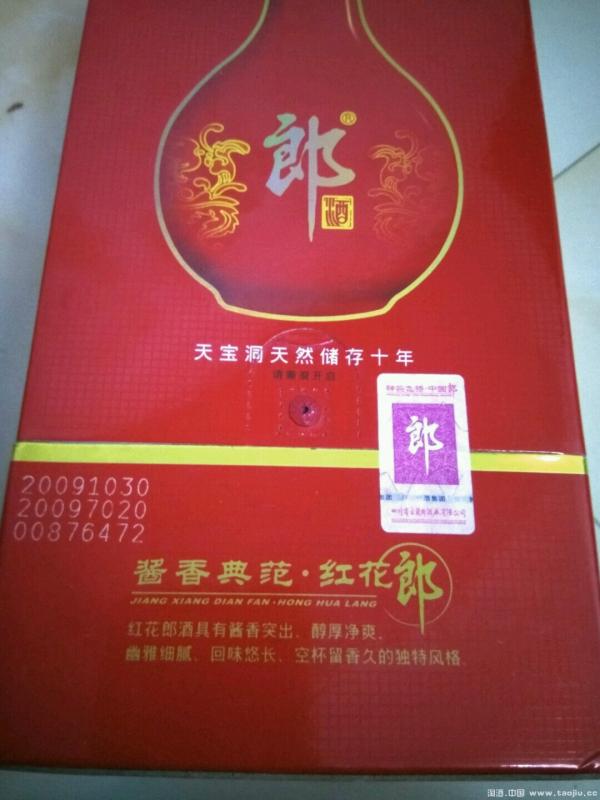 郎
®
酒
天宝洞天然储存十年
请撕裂开启
神采飞扬·中国郎
郎
20091030
20097020
00876472
酱香典范·红花郎
JIANG XIANG DIAN FAN·HONG HUA LANG
红花郎酒具有酱香突出、醇厚净爽、
幽雅细腻、回味悠长、空杯留香久的独特风格
淘酒.中国 www.taojiu.cc